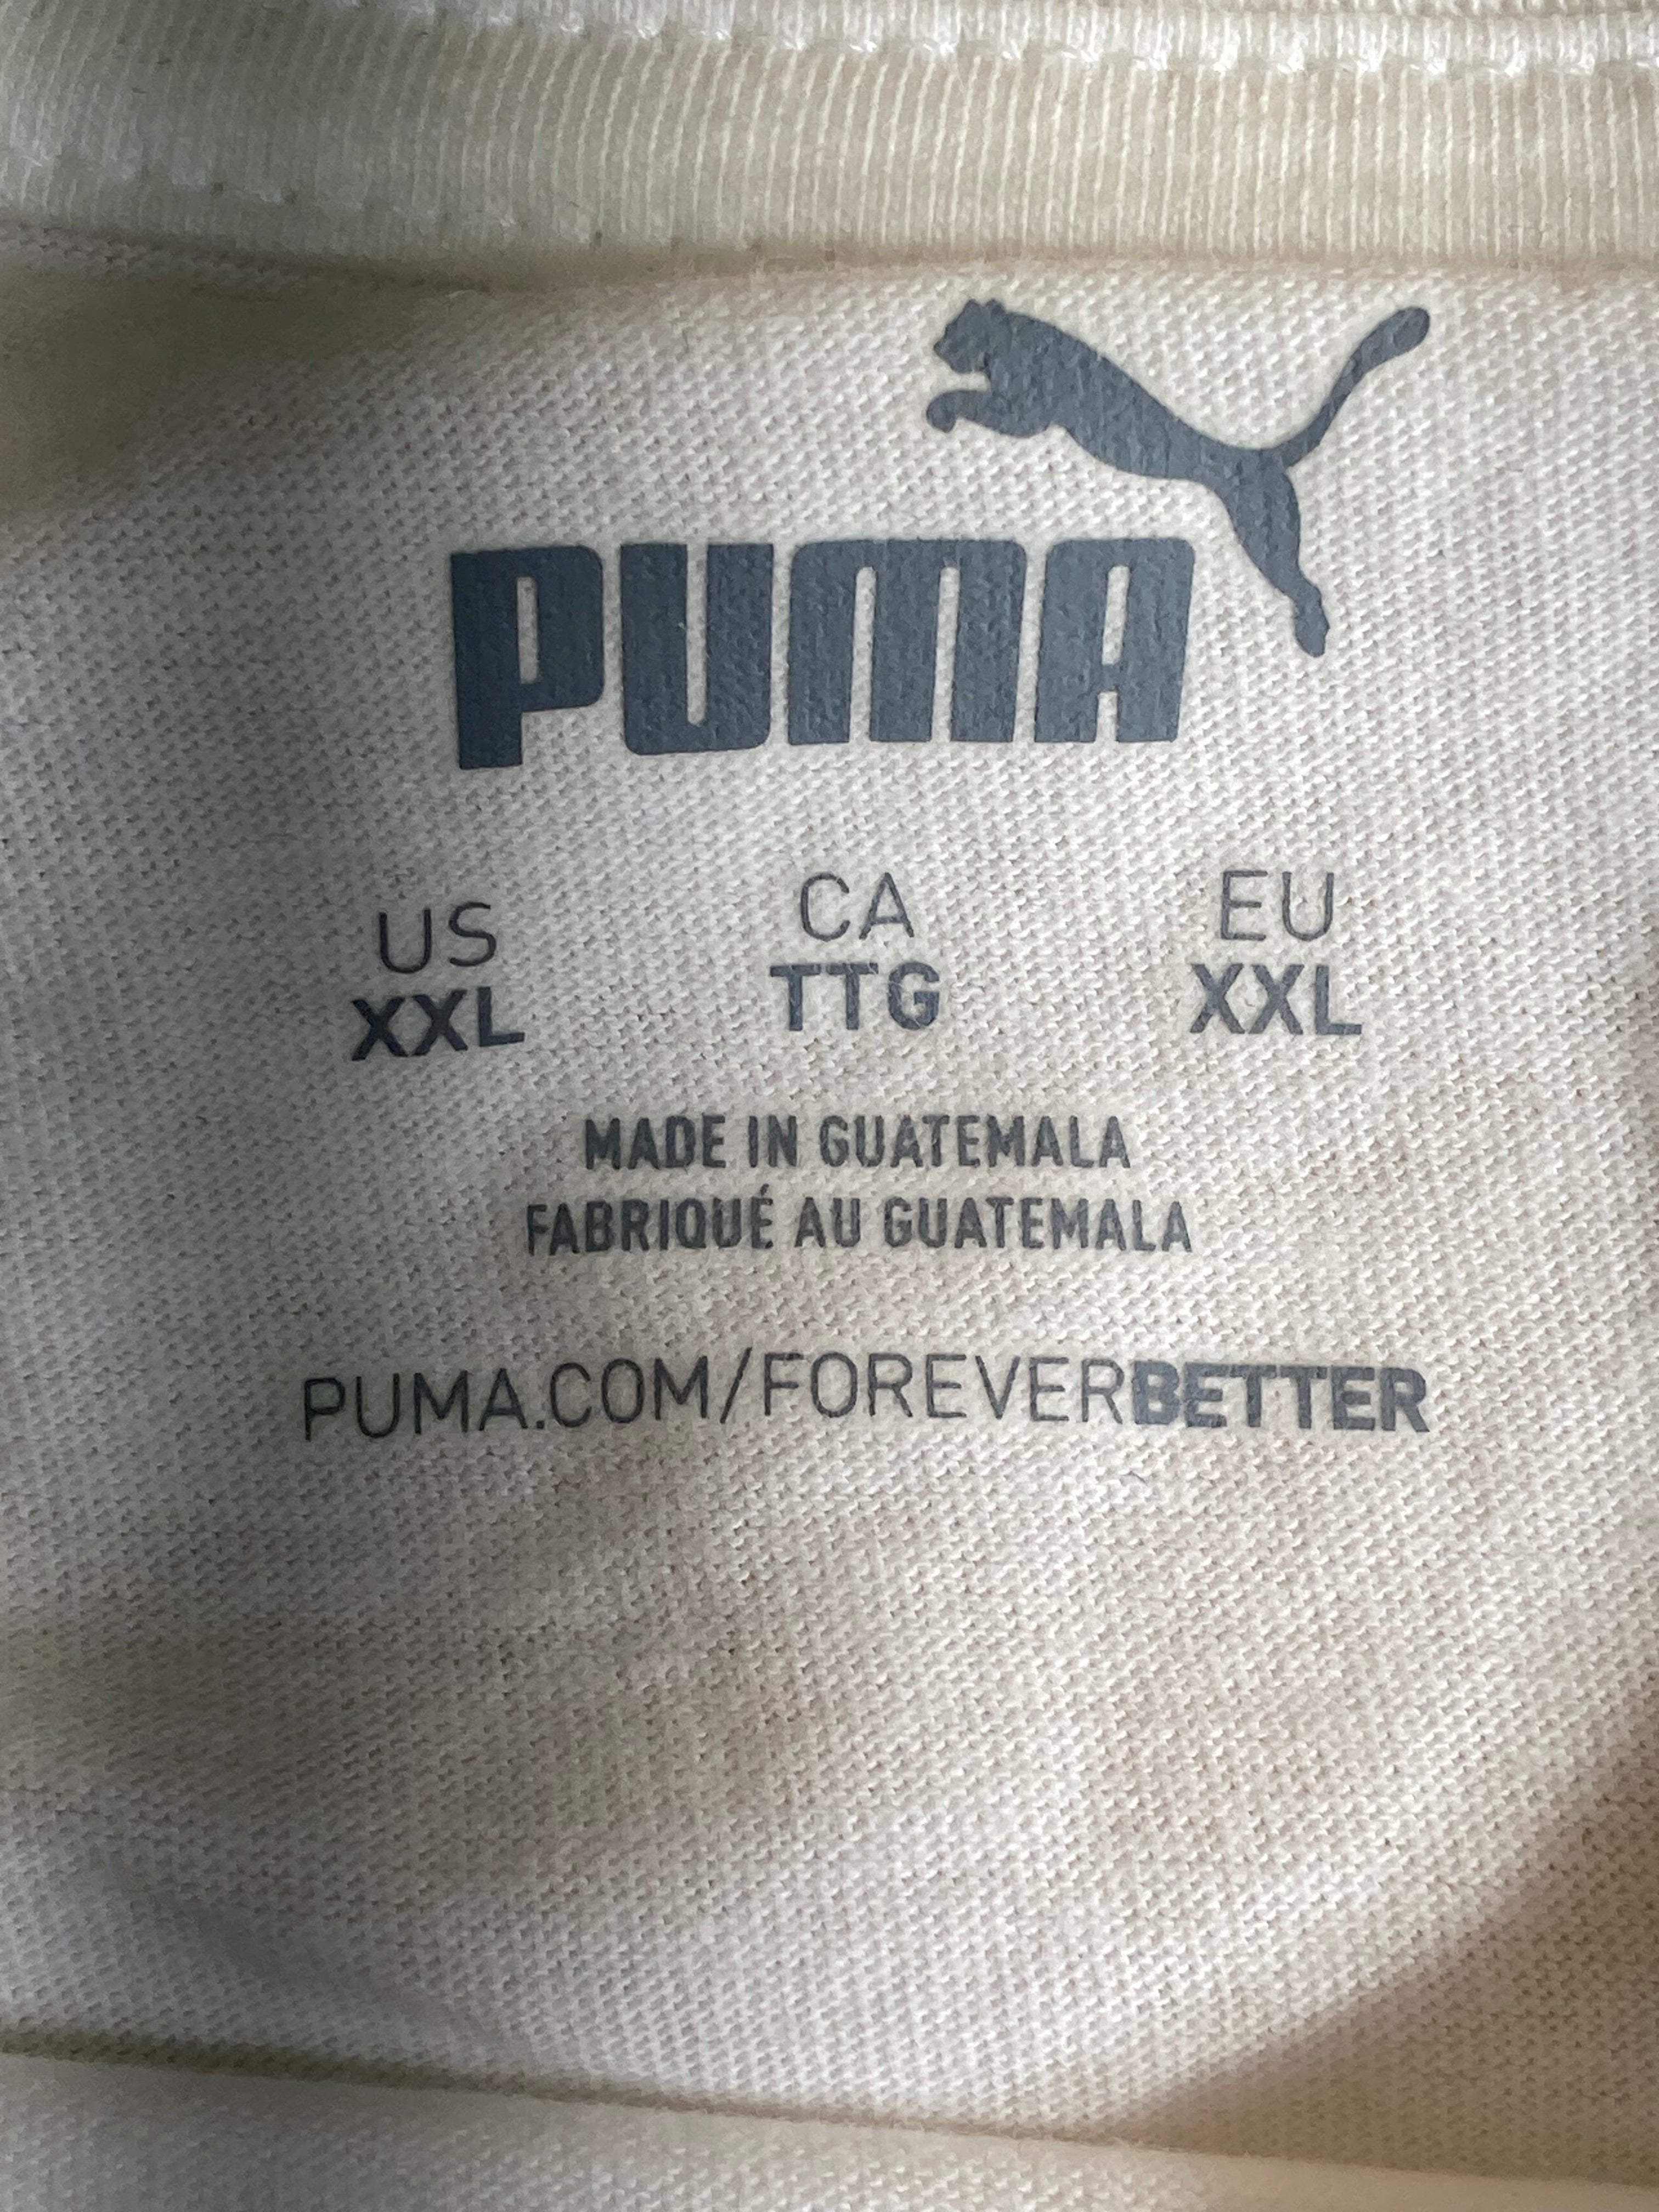 PUMA
US CA EU
XXL TTG XXL
MADE IN GUATEMALA
FABRIQUÉ AU GUATEMALA
PUMA.COM/FOREVERBETTER